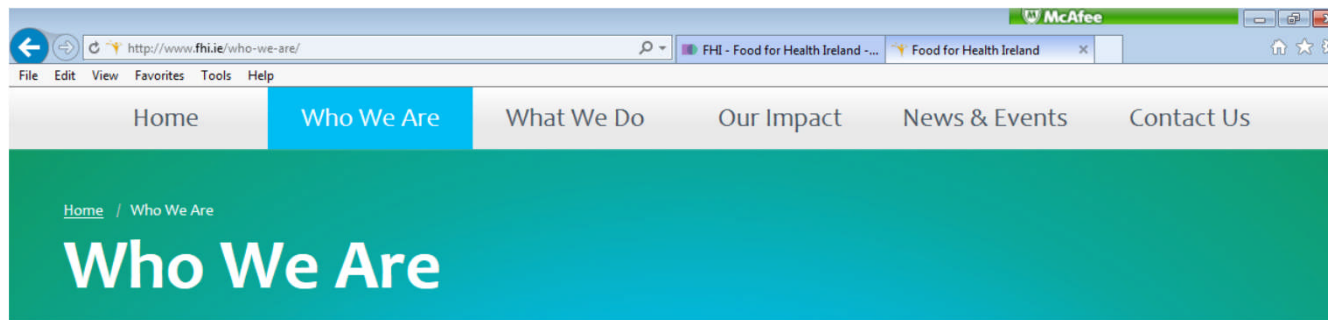 McAfee
http://www.fhi.ie/who-we-are/
FHI - Food for Health Ireland -...
Food for Health Ireland
File Edit View Favorites Tools Help
Home Who We Are What We Do Our Impact News & Events Contact Us
Home / Who We Are
Who We Are